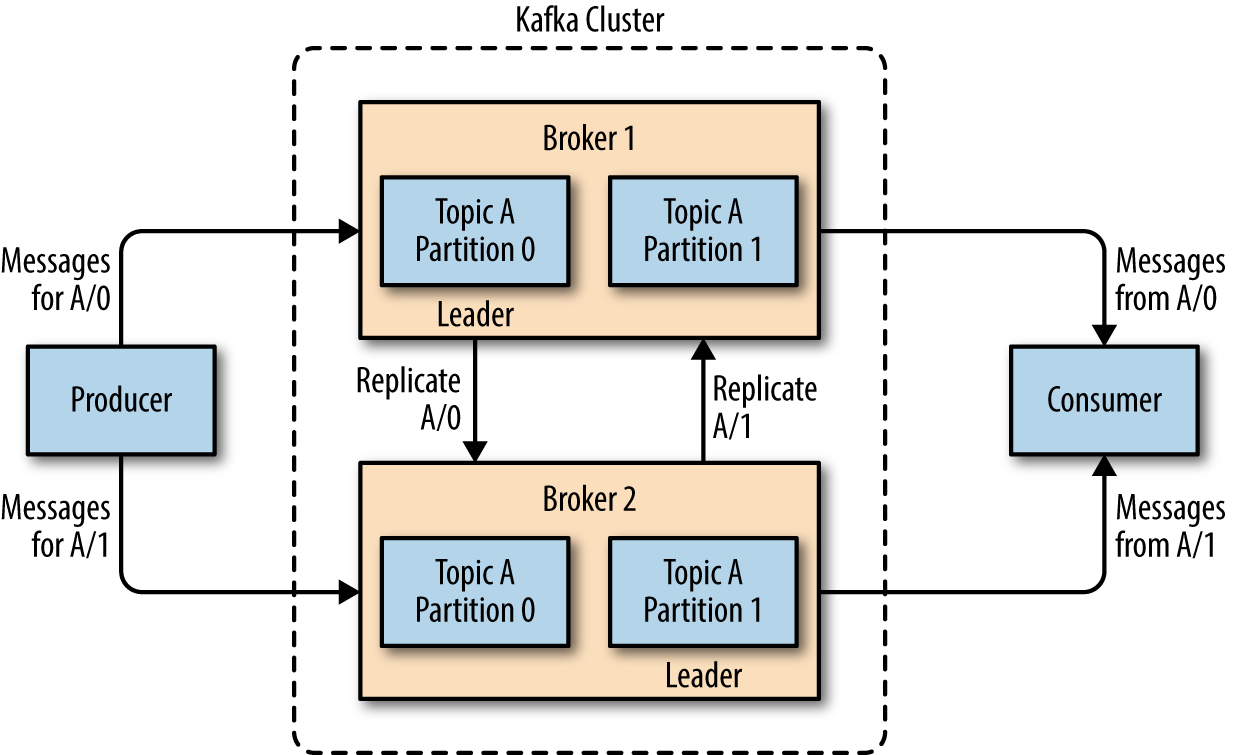 Kafka Cluster
Broker 1
Topic A
Partition 0
Topic A
Partition 1
Leader
Messages
for A/0
Messages
from A/0
Producer
Replicate
A/0
Replicate
A/1
Consumer
Messages
for A/1
Messages
from A/1
Broker 2
Topic A
Partition 0
Topic A
Partition 1
Leader